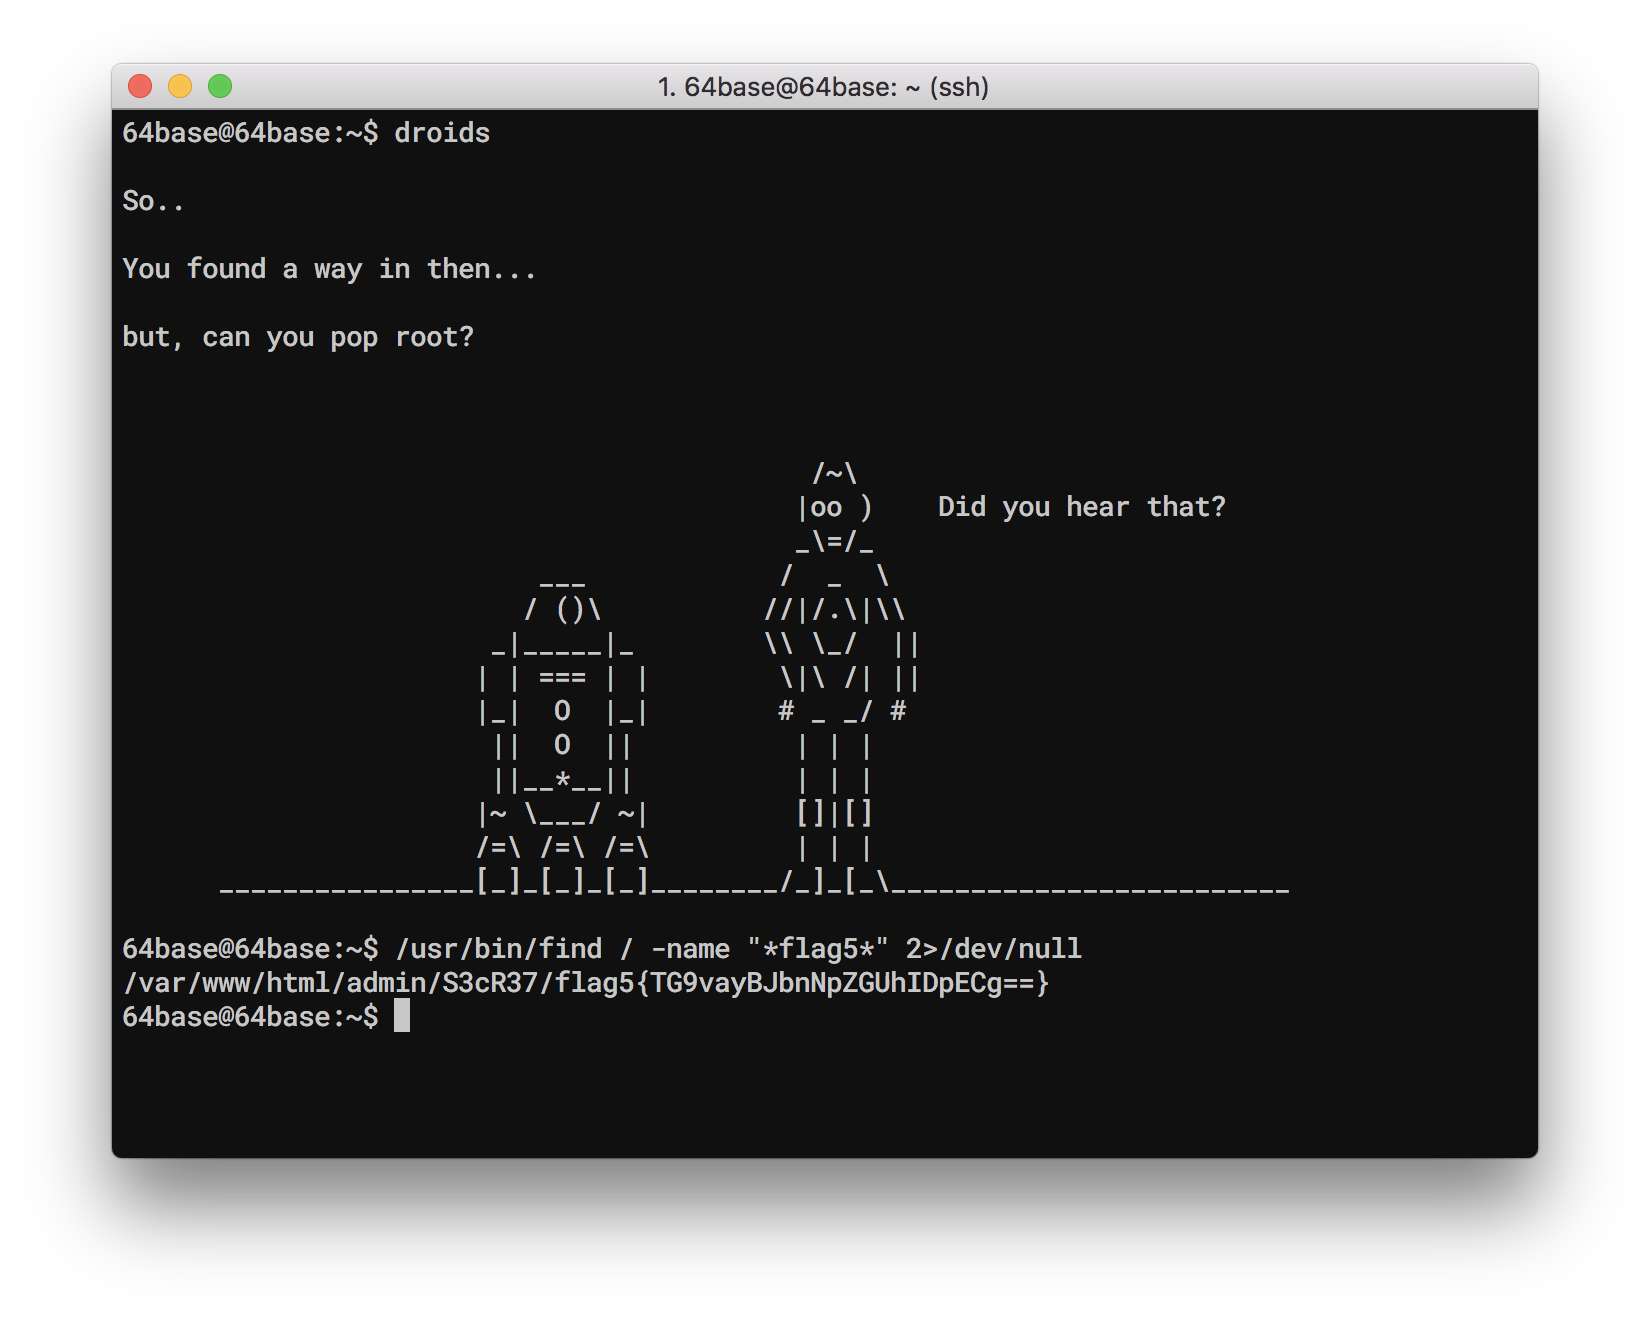 1. 64base@64base: ~ (ssh)
64base@64base:~$ droids
So..
You found a way in then...
but, can you pop root?
                                           /~\
                                          |oo )    Did you hear that?
                                          _\=/_
                          ___            /  _  \
                         / ()\          //|/.\|\\
                       _|_____|_        \\ \_/  ||
                      | | === | |        \|\ /| ||
                      |_|  O  |_|        # _ _/ #
                       ||  O  ||          | | |
                       ||__*__||          | | |
                      |~ \___/ ~|         []|[]
                      /=\ /=\ /=\         | | |
      ________________[_]_[_]_[_]________/_]_[_\_________________________
64base@64base:~$ /usr/bin/find / -name "*flag5*" 2>/dev/null
/var/www/html/admin/S3cR37/flag5{TG9vayBJbnNpZGUhIDpECg==}
64base@64base:~$